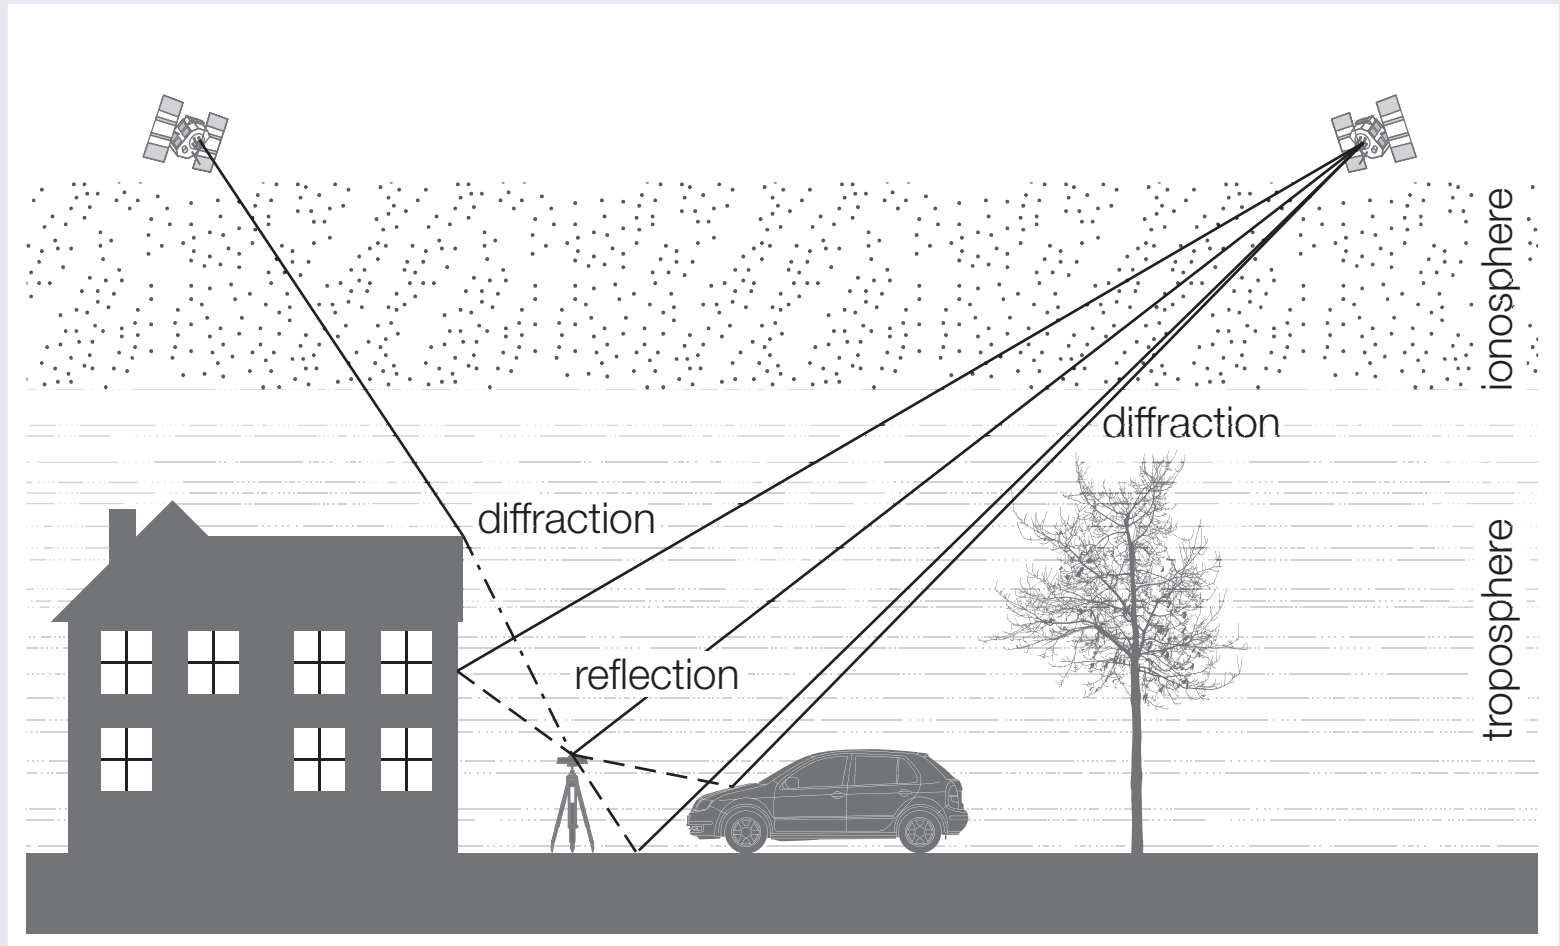 ionosphere
diffraction
diffraction
troposphere
reflection